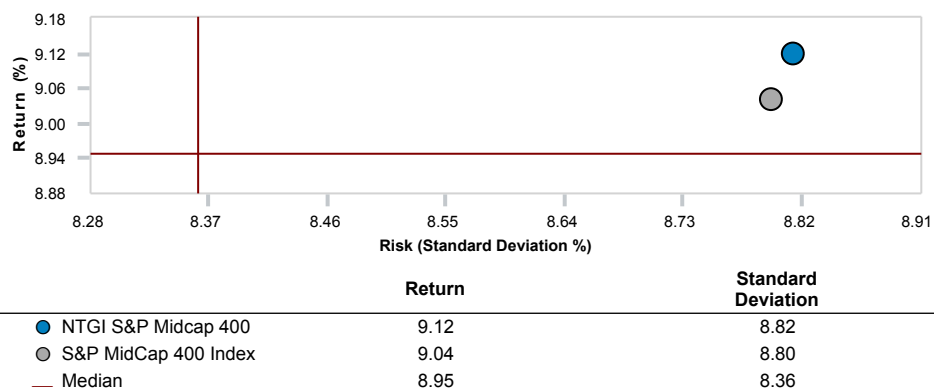 9.18
9.12
9.06
9.00
8.94
8.88
Return (%)
8.28 8.37 8.46 8.55 8.64 8.73 8.82 8.91
Risk (Standard Deviation %)
Return Standard Deviation
NTGI S&P Midcap 400 9.12 8.82
S&P MidCap 400 Index 9.04 8.80
Median 8.95 8.36